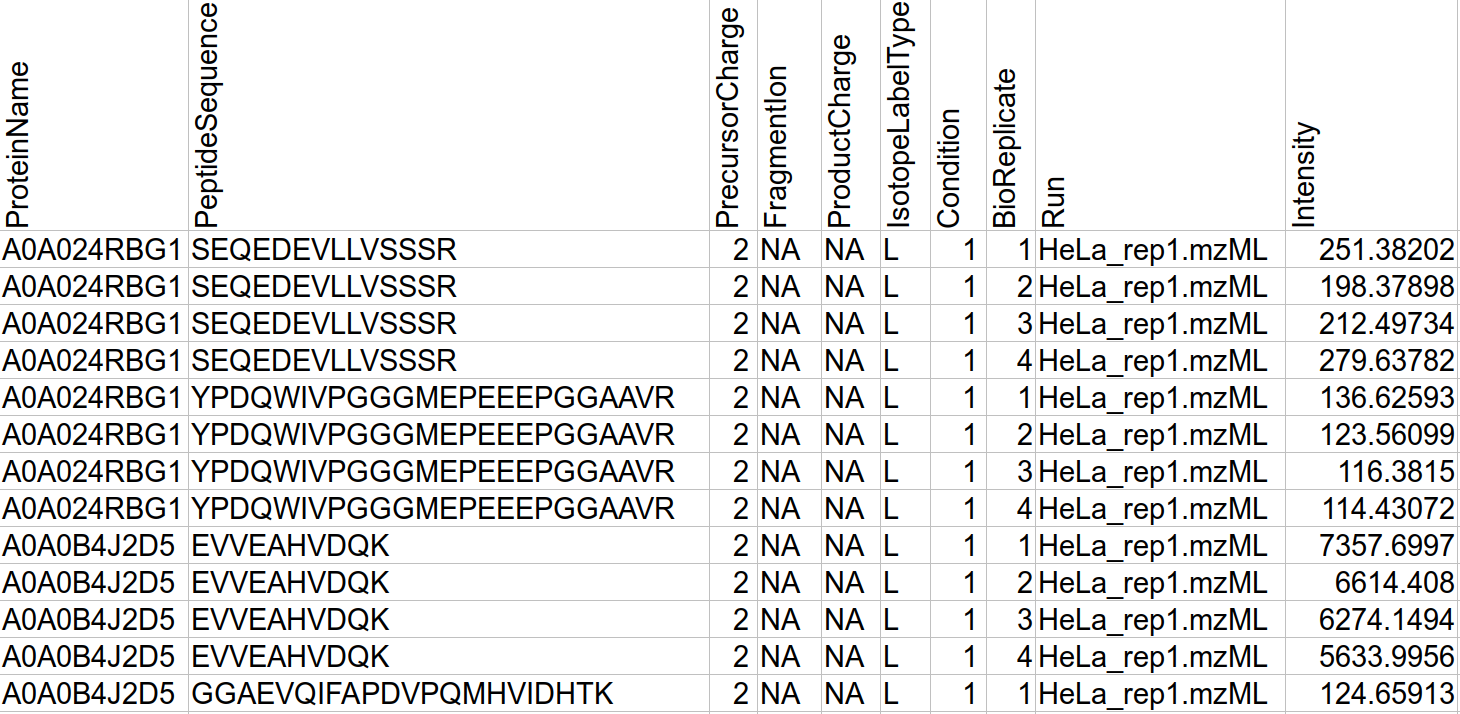 ProteinName PeptideSequence PrecursorCharge FragmentIon ProductCharge IsotopeLabelType Condition BioReplicate Run Intensity
A0A024RBG1 SEQEDEVLLVSSSR 2 NA NA L 1 1 HeLa_rep1.mzML 251.38202
A0A024RBG1 SEQEDEVLLVSSSR 2 NA NA L 1 2 HeLa_rep1.mzML 198.37898
A0A024RBG1 SEQEDEVLLVSSSR 2 NA NA L 1 3 HeLa_rep1.mzML 212.49734
A0A024RBG1 SEQEDEVLLVSSSR 2 NA NA L 1 4 HeLa_rep1.mzML 279.63782
A0A024RBG1 YPDQWIVPGGGMEPEEEPGGAAVR 2 NA NA L 1 1 HeLa_rep1.mzML 136.62593
A0A024RBG1 YPDQWIVPGGGMEPEEEPGGAAVR 2 NA NA L 1 2 HeLa_rep1.mzML 123.56099
A0A024RBG1 YPDQWIVPGGGMEPEEEPGGAAVR 2 NA NA L 1 3 HeLa_rep1.mzML 116.3815
A0A024RBG1 YPDQWIVPGGGMEPEEEPGGAAVR 2 NA NA L 1 4 HeLa_rep1.mzML 114.43072
A0A0B4J2D5 EVVEAHVDQK 2 NA NA L 1 1 HeLa_rep1.mzML 7357.6997
A0A0B4J2D5 EVVEAHVDQK 2 NA NA L 1 2 HeLa_rep1.mzML 6614.408
A0A0B4J2D5 EVVEAHVDQK 2 NA NA L 1 3 HeLa_rep1.mzML 6274.1494
A0A0B4J2D5 EVVEAHVDQK 2 NA NA L 1 4 HeLa_rep1.mzML 5633.9956
A0A0B4J2D5 GGAEVQIFAPDVPQMHVIDHTK 2 NA NA L 1 1 HeLa_rep1.mzML 124.65913